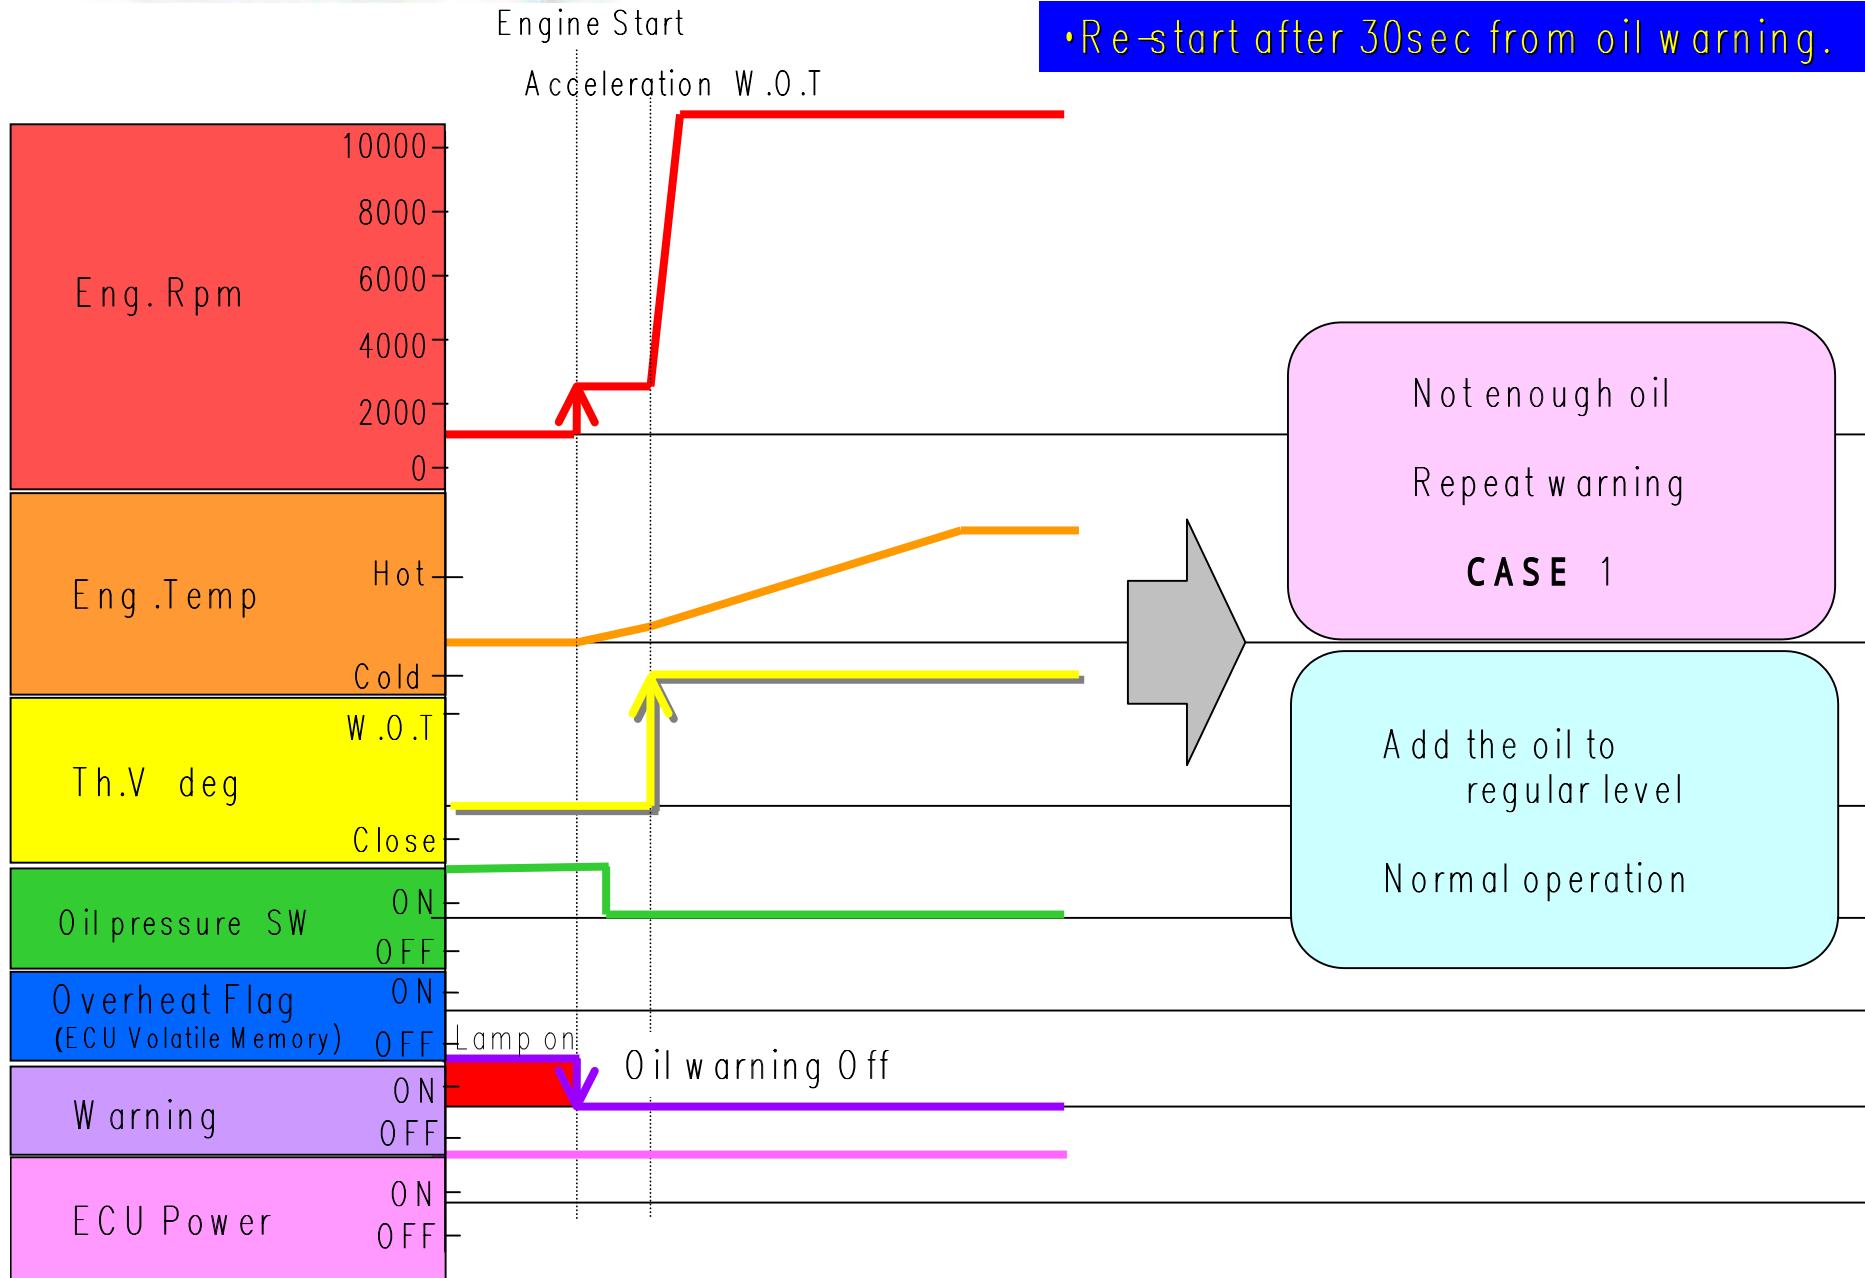 Engine Start
•Re-start after 30sec from oil warning.
Acceleration W.O.T
Eng.Rpm
10000
8000
6000
4000
2000
0
Eng.Temp
Hot
Cold
Th.V deg
W.O.T
Close
Oil pressure SW
ON
OFF
Overheat Flag
(ECU Volatile Memory)
ON
OFF
Lamp on
Oil warning Off
Warning
ON
OFF
ECU Power
ON
OFF
Not enough oil
Repeat warning
CASE 1
Add the oil to
regular level
Normal operation